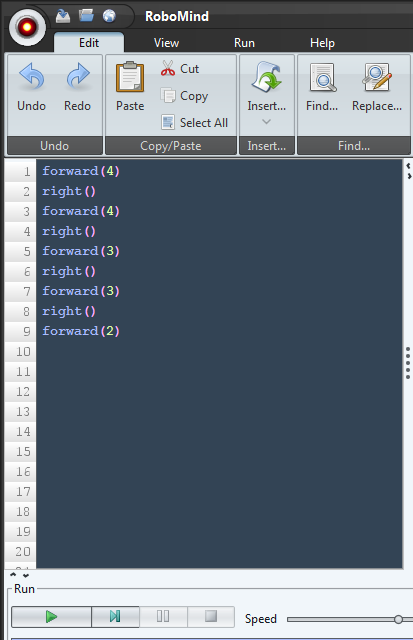 RoboMind
Edit View Run Help
Undo Redo Paste Cut Copy Select All Insert... Find... Replace...
Undo Copy/Paste Insert... Find...
1 forward(4)
2 right()
3 forward(4)
4 right()
5 forward(3)
6 right()
7 forward(3)
8 right()
9 forward(2)
10
11
12
13
14
15
16
17
18
19
20
Run
Speed